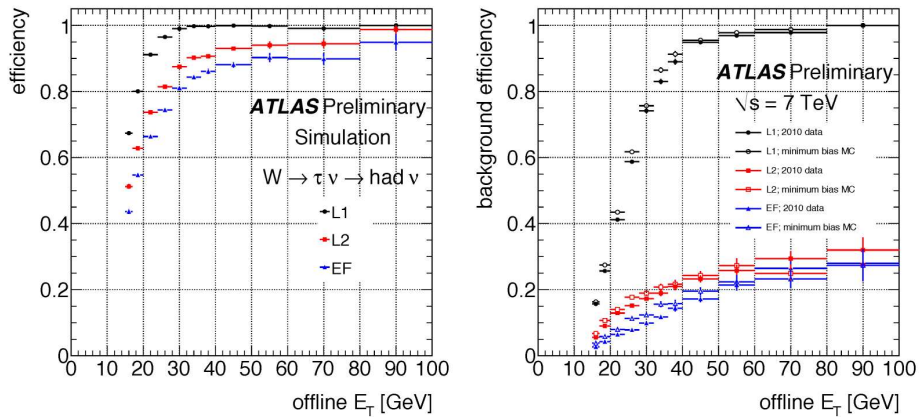 efficiency
1
0.8
0.6
0.4
0.2
0
0 10 20 30 40 50 60 70 80 90 100
offline E_T [GeV]
ATLAS Preliminary
Simulation
W → τ ν → had ν
L1
L2
EF
background efficiency
1
0.8
0.6
0.4
0.2
0
0 10 20 30 40 50 60 70 80 90 100
offline E_T [GeV]
ATLAS Preliminary
√s = 7 TeV
L1; 2010 data
L1; minimum bias MC
L2; 2010 data
L2; minimum bias MC
EF; 2010 data
EF; minimum bias MC